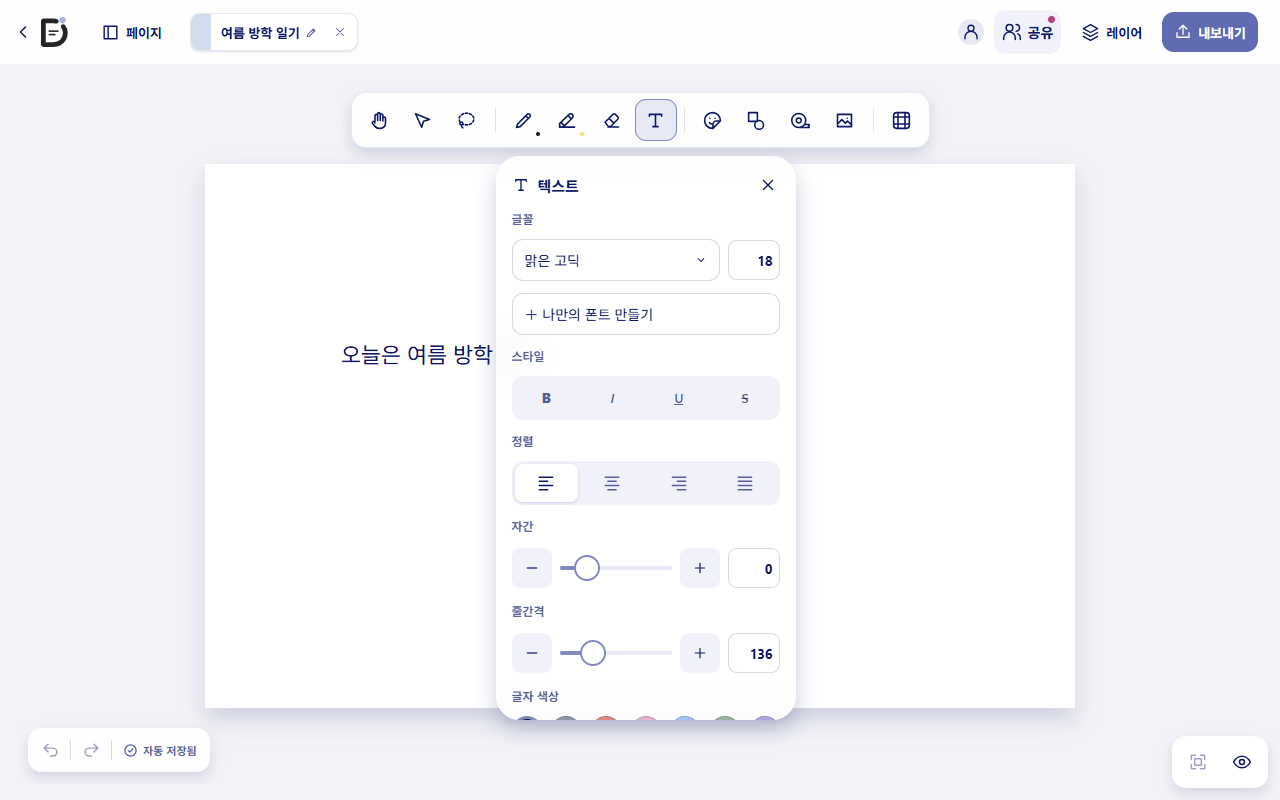 페이지
여름 방학 일기
공유
레이어
내보내기
텍스트
글꼴
맑은 고딕
18
나만의 폰트 만들기
오늘은 여름 방학
스타일
B I U S
정렬
자간
0
줄간격
136
글자 색상
자동 저장됨